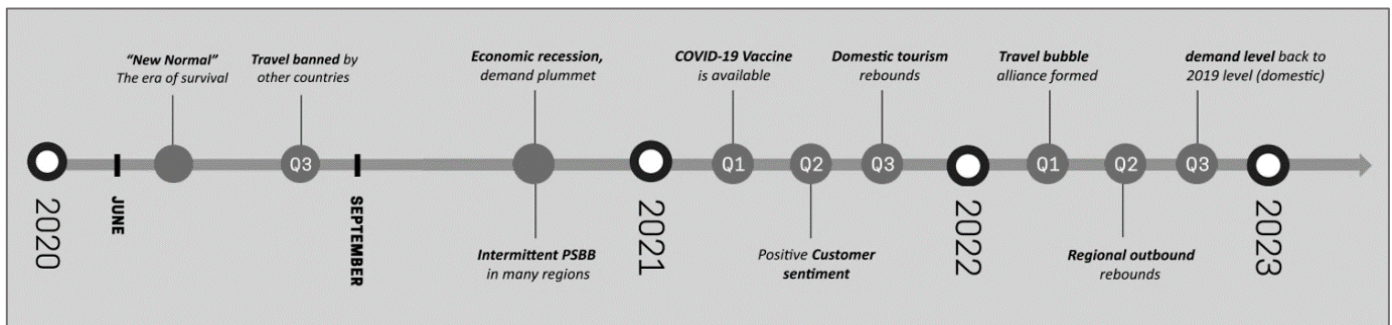 “New Normal”
The era of survival
Travel banned by
other countries
Economic recession,
demand plummet
COVID-19 Vaccine
is available
Domestic tourism
rebounds
Travel bubble
alliance formed
demand level back to
2019 level (domestic)
Q3
Q1
Q2
Q3
Q1
Q2
Q3
2020
JUNE
SEPTEMBER
Intermittent PSBB
in many regions
2021
Positive Customer
sentiment
2022
Regional outbound
rebounds
2023